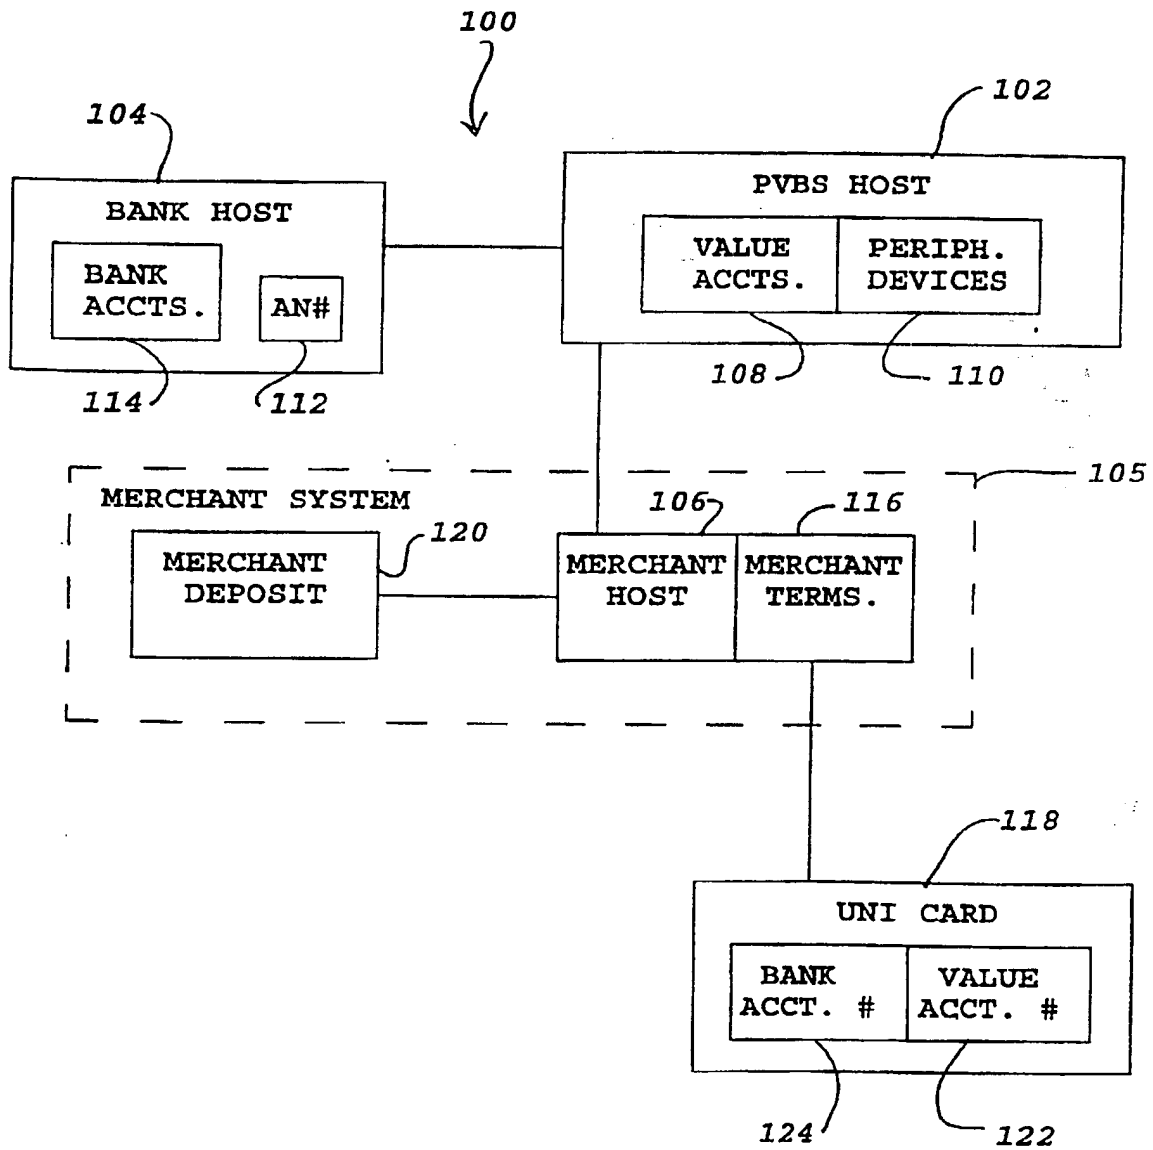 100
102
104
PVBS HOST
BANK HOST
VALUE
ACCTS.
PERIPH.
DEVICES
BANK
ACCTS.
AN#
108
110
114
112
105
MERCHANT SYSTEM
106
116
120
MERCHANT
DEPOSIT
MERCHANT
HOST
MERCHANT
TERMS.
118
UNI CARD
BANK
ACCT. #
VALUE
ACCT. #
124
122